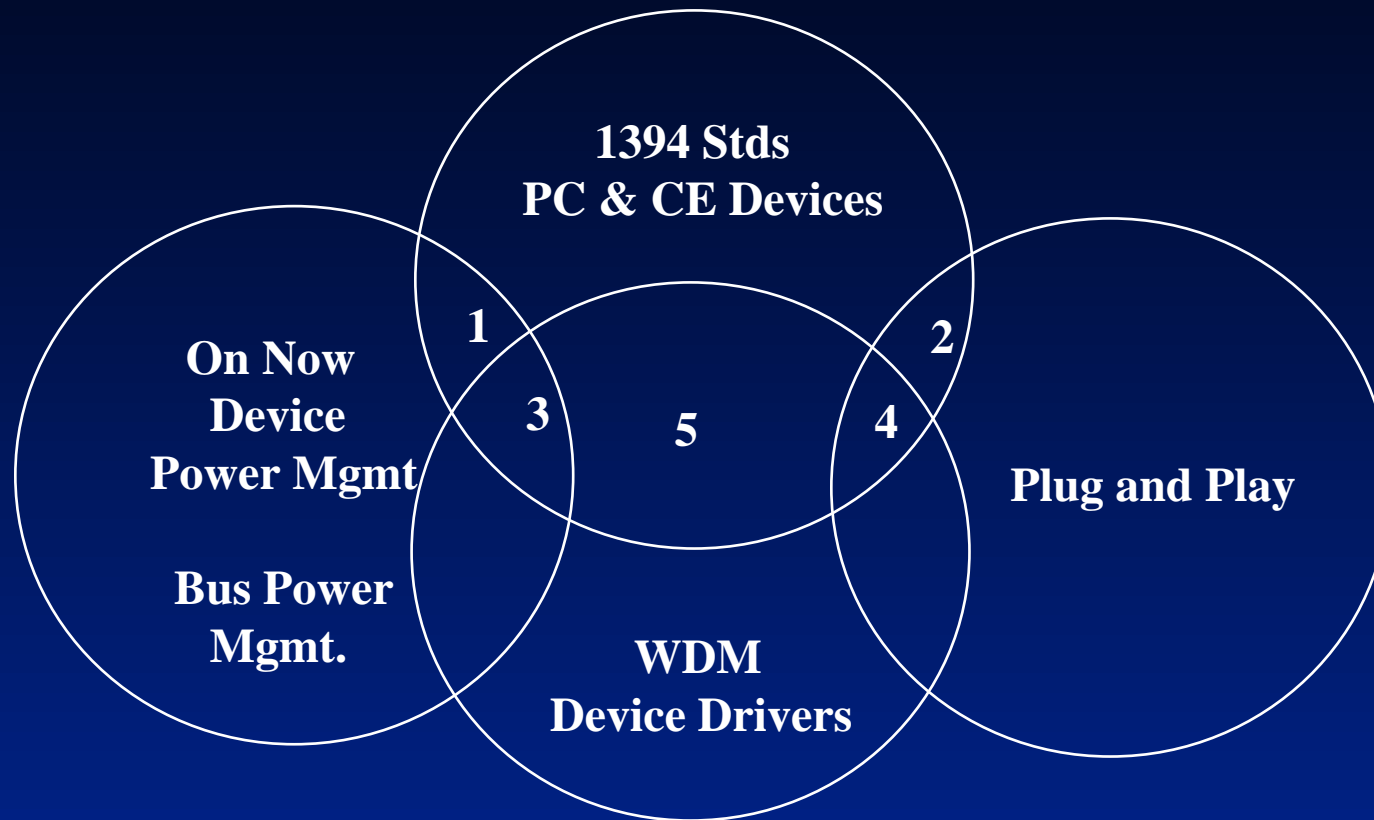 1394 Stds
PC & CE Devices
1
2
On Now
Device
Power Mgmt
3
5
4
Plug and Play
Bus Power
Mgmt.
WDM
Device Drivers